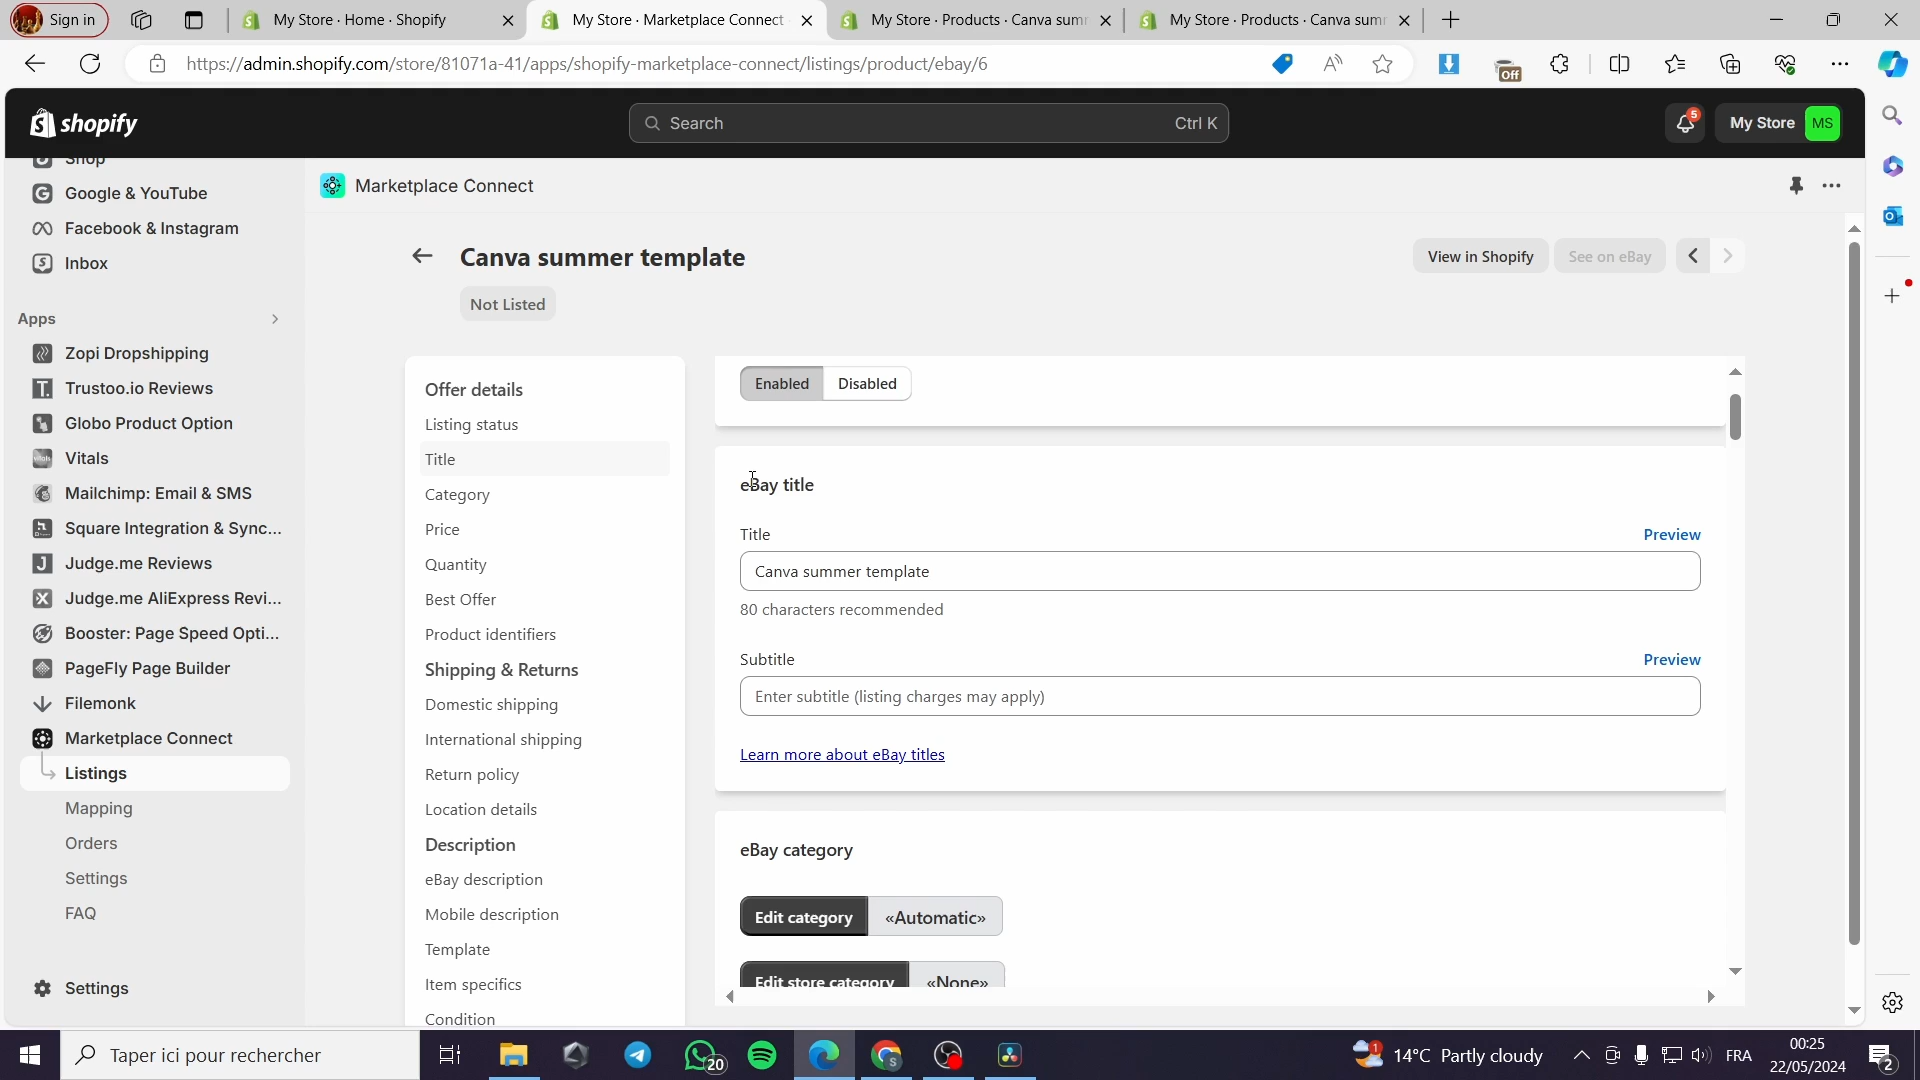 Sign in
My Store · Home · Shopify
My Store · Marketplace Connect
My Store · Products · Canva sum
My Store · Products · Canva sum
https://admin.shopify.com/store/81071a-41/apps/shopify-marketplace-connect/listings/product/ebay/6
Off
shopify
Search
Ctrl K
5
My Store
MS
Shop
Google & YouTube
Facebook & Instagram
Inbox
Apps
Zopi Dropshipping
Trustoo.io Reviews
Globo Product Option
Vitals
Mailchimp: Email & SMS
Square Integration & Sync...
Judge.me Reviews
Judge.me AliExpress Revi...
Booster: Page Speed Opti...
PageFly Page Builder
Filemonk
Marketplace Connect
Listings
Mapping
Orders
Settings
FAQ
Settings
Marketplace Connect
Canva summer template
Not Listed
View in Shopify
See on eBay
Offer details
Listing status
Title
Category
Price
Quantity
Best Offer
Product identifiers
Shipping & Returns
Domestic shipping
International shipping
Return policy
Location details
Description
eBay description
Mobile description
Template
Item specifics
Condition
Enabled
Disabled
eBay title
Title
Preview
Canva summer template
80 characters recommended
Subtitle
Preview
Enter subtitle (listing charges may apply)
Learn more about eBay titles
eBay category
Edit category
«Automatic»
Edit store category
«None»
Taper ici pour rechercher
20
1
14°C Partly cloudy
FRA
00:25
22/05/2024
2